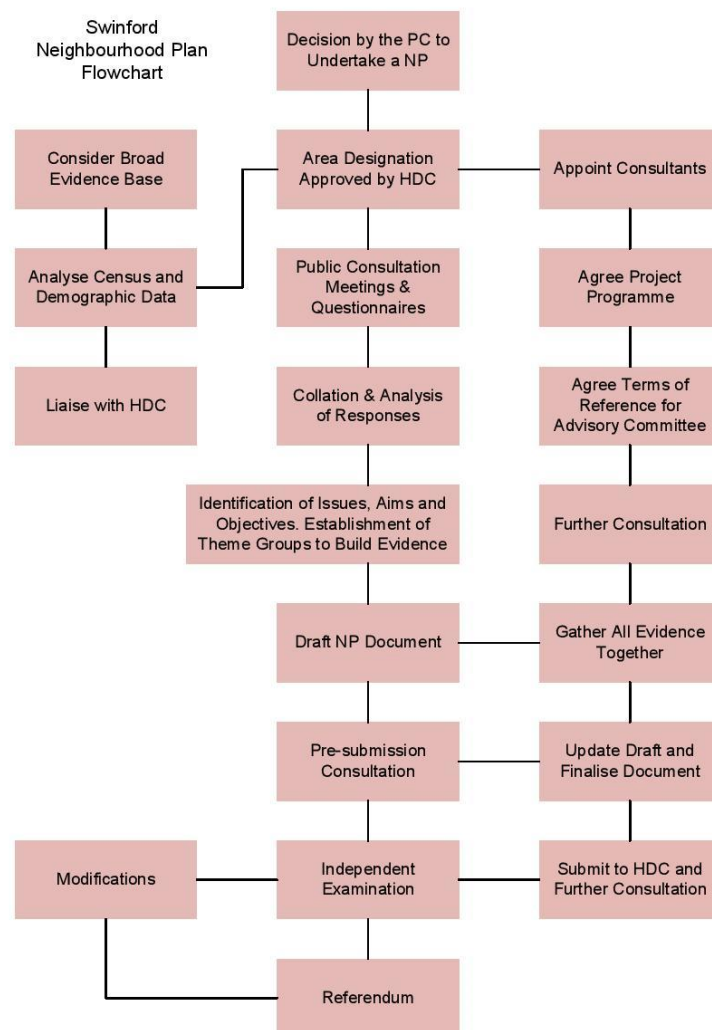 Swinford
Neighbourhood Plan
Flowchart
Decision by the PC to
Undertake a NP
Consider Broad
Evidence Base
Area Designation
Approved by HDC
Appoint Consultants
Analyse Census and
Demographic Data
Public Consultation
Meetings &
Questionnaires
Agree Project
Programme
Liaise with HDC
Collation & Analysis
of Responses
Agree Terms of
Reference for
Advisory Committee
Identification of Issues, Aims and
Objectives. Establishment of
Theme Groups to Build Evidence
Further Consultation
Draft NP Document
Gather All Evidence
Together
Pre-submission
Consultation
Update Draft and
Finalise Document
Modifications
Independent
Examination
Submit to HDC and
Further Consultation
Referendum